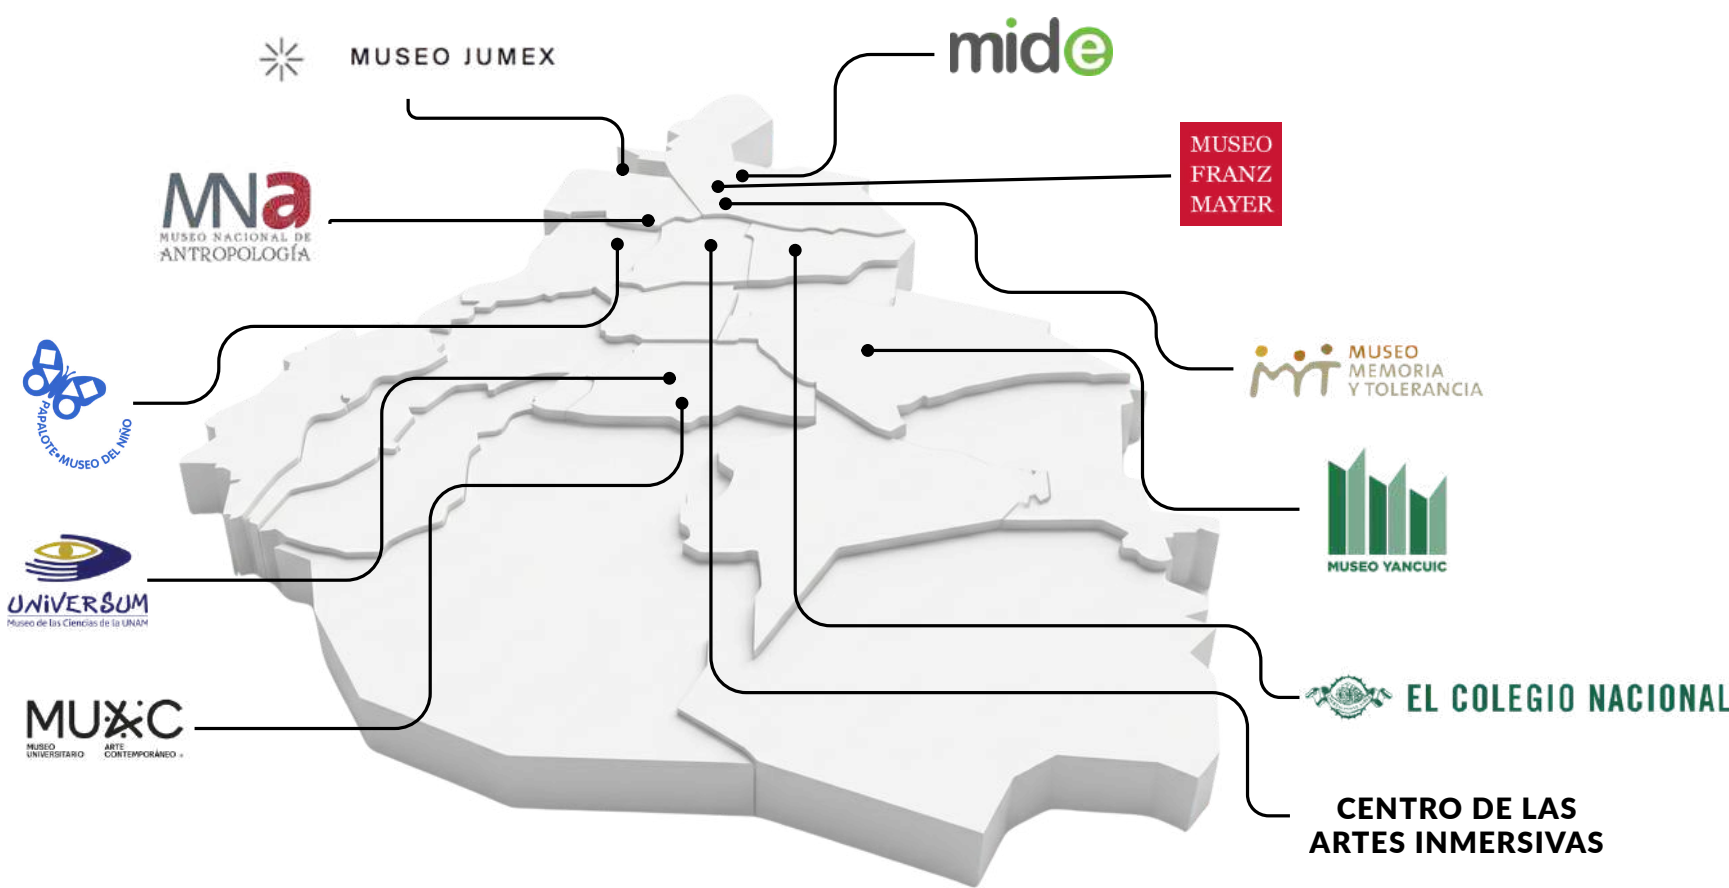 MUSEO JUMEX
mide
MUSEO
FRANZ
MAYER
MNa
MUSEO NACIONAL DE
ANTROPOLOGÍA
MUSEO
MEMORIA
Y TOLERANCIA
PAPALOTE•MUSEO DEL NIÑO
MUSEO YANCUIC
UNIVERSUM
Museo de las Ciencias de la UNAM
EL COLEGIO NACIONAL
MUAC
MUSEO
UNIVERSITARIO
ARTE
CONTEMPORÁNEO
CENTRO DE LAS
ARTES INMERSIVAS